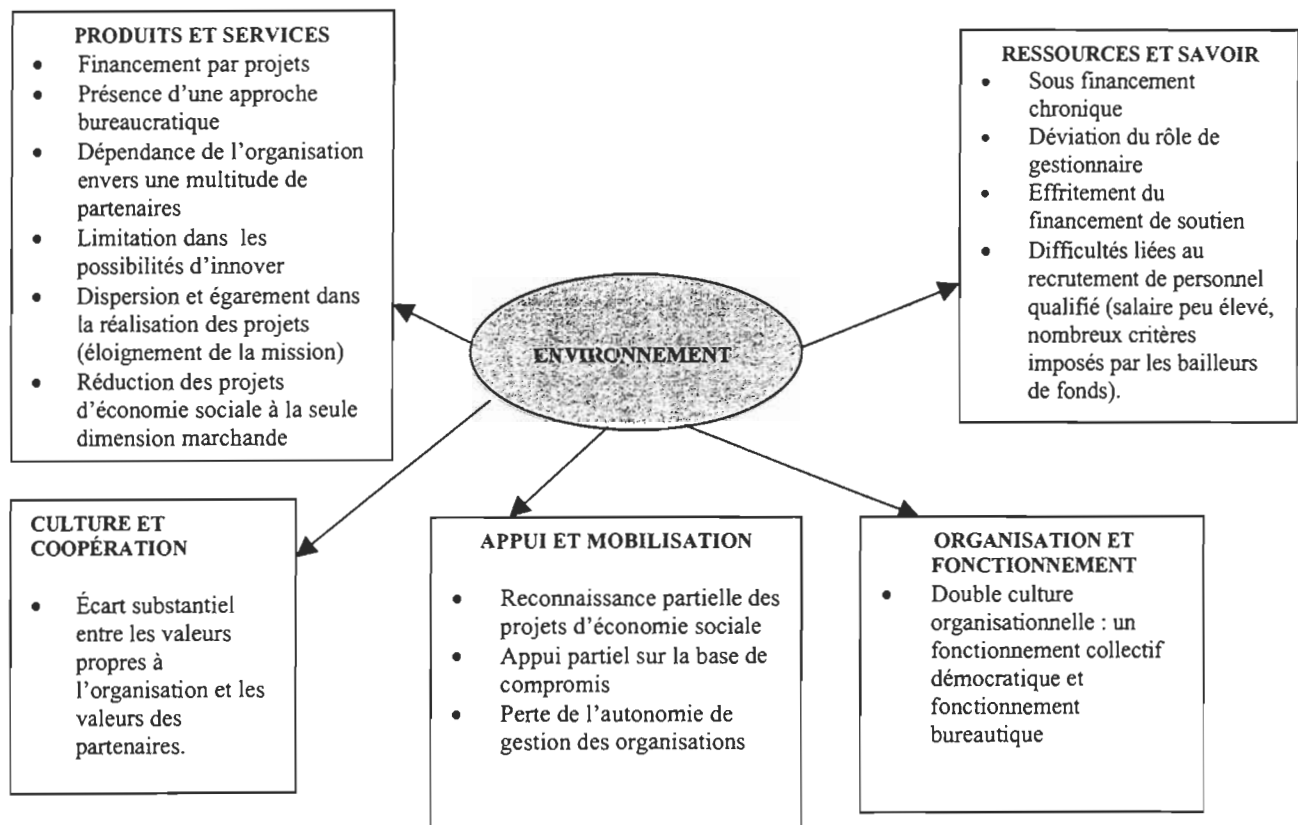 PRODUITS ET SERVICES
• Financement par projets
• Présence d'une approche
bureaucratique
• Dépendance de l'organisation
envers une multitude de
partenaires
• Limitation dans les
possibilités d'innover
• Dispersion et égarement dans
la réalisation des projets
(éloignement de la mission)
• Réduction des projets
d'économie sociale à la seule
dimension marchande
RESSOURCES ET SAVOIR
• Sous financement
chronique
• Déviation du rôle de
gestionnaire
• Effritement du
financement de soutien
• Difficultés liées au
recrutement de personnel
qualifié (salaire peu élevé,
nombreux critères
imposés par les bailleurs
de fonds).
ENVIRONNEMENT
CULTURE ET
COOPÉRATION
• Écart substantiel
entre les valeurs
propres à
l'organisation et les
valeurs des
partenaires.
APPUI ET MOBILISATION
• Reconnaissance partielle des
projets d'économie sociale
• Appui partiel sur la base de
compromis
• Perte de l'autonomie de
gestion des organisations
ORGANISATION ET
FONCTIONNEMENT
• Double culture
organisationnelle : un
fonctionnement collectif
démocratique et
fonctionnement
bureautique